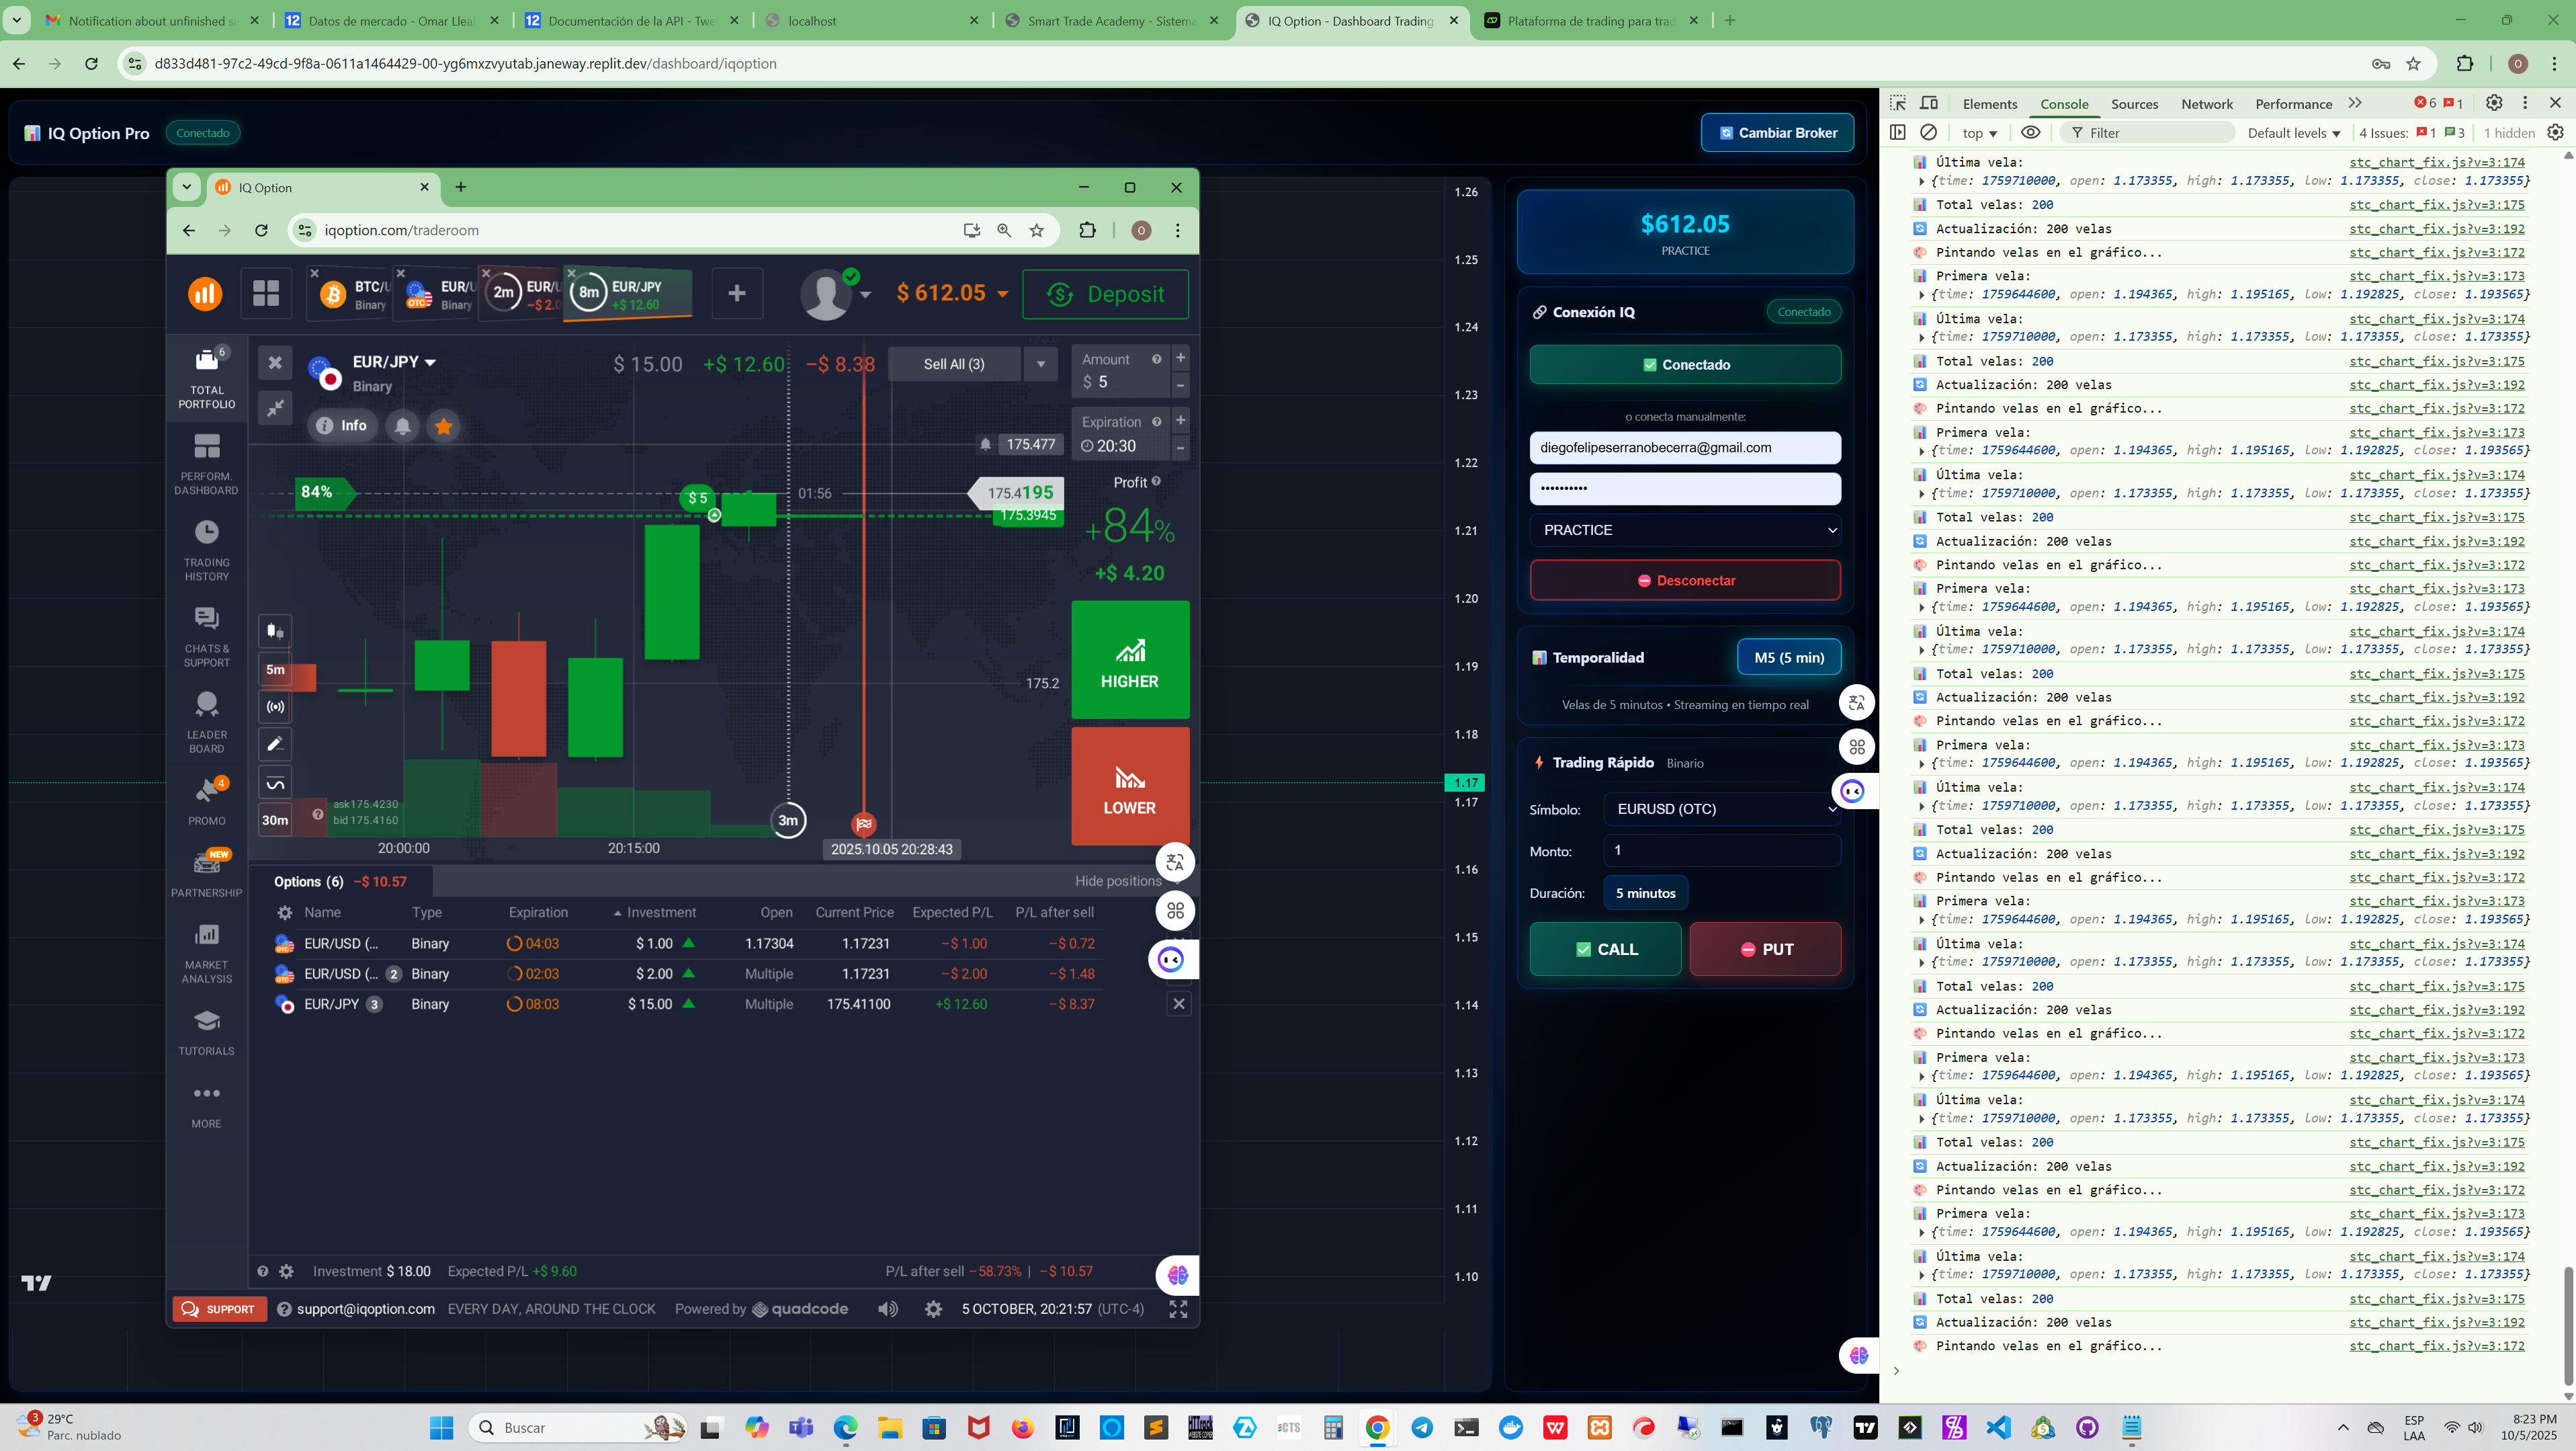 Notification about unfinished su
Datos de mercado - Omar Lleal
Documentación de la API - Twe
localhost
Smart Trade Academy - Sistema
IQ Option - Dashboard Trading
Plataforma de trading para trad
d833d481-97c2-49cd-9f8a-0611a1464429-00-yg6mxzvyutab.janeway.replit.dev/dashboard/iqoption
IQ Option Pro Conectado
Cambiar Broker
IQ Option
iqoption.com/traderoom
BTC/U
Binary
EUR/U
Binary
2m EUR/U
−$ 2.0
8m EUR/JPY
+$ 12.60
$ 612.05
Deposit
6
TOTAL
PORTFOLIO
PERFORM.
DASHBOARD
TRADING
HISTORY
CHATS &
SUPPORT
LEADER
BOARD
4
PROMO
NEW
PARTNERSHIP
MARKET
ANALYSIS
TUTORIALS
MORE
EUR/JPY
Binary
$ 15.00 +$ 12.60 −$ 8.38 Sell All (3)
Amount
$ 5
Info
Expiration
20:30
175.477
84%
$ 5
01:56
175.4195
175.3945
Profit
+84%
+$ 4.20
HIGHER
LOWER
5m
175.2
30m
ask 175.4230
bid 175.4160
3m
20:00:00 20:15:00 2025.10.05 20:28:43
Options (6) −$ 10.57 Hide positions
Name Type Expiration Investment Open Current Price Expected P/L P/L after sell
EUR/USD (... Binary 04:03 $ 1.00 1.17304 1.17231 −$ 1.00 −$ 0.72
EUR/USD (... 2 Binary 02:03 $ 2.00 Multiple 1.17231 −$ 2.00 −$ 1.48
EUR/JPY 3 Binary 08:03 $ 15.00 Multiple 175.41100 +$ 12.60 −$ 8.37
Investment $ 18.00 Expected P/L +$ 9.60 P/L after sell −58.73% | −$ 10.57
SUPPORT support@iqoption.com EVERY DAY, AROUND THE CLOCK Powered by quadcode 5 OCTOBER, 20:21:57 (UTC-4)
1.26
1.25
1.24
1.23
1.22
1.21
1.20
1.19
1.18
1.17
1.17
1.16
1.15
1.14
1.13
1.12
1.11
1.10
$612.05
PRACTICE
Conexión IQ Conectado
Conectado
o conecta manualmente:
diegofelipeserranobecerra@gmail.com
••••••••••
PRACTICE
Desconectar
Temporalidad M5 (5 min)
Velas de 5 minutos • Streaming en tiempo real
Trading Rápido Binario
Símbolo: EURUSD (OTC)
Monto: 1
Duración: 5 minutos
CALL PUT
Elements Console Sources Network Performance 6 1
top Filter Default levels 4 Issues: 1 3 1 hidden
Última vela: stc_chart_fix.js?v=3:174
{time: 1759710000, open: 1.173355, high: 1.173355, low: 1.173355, close: 1.173355}
Total velas: 200 stc_chart_fix.js?v=3:175
Actualización: 200 velas stc_chart_fix.js?v=3:192
Pintando velas en el gráfico... stc_chart_fix.js?v=3:172
Primera vela: stc_chart_fix.js?v=3:173
{time: 1759644600, open: 1.194365, high: 1.195165, low: 1.192825, close: 1.193565}
Última vela: stc_chart_fix.js?v=3:174
{time: 1759710000, open: 1.173355, high: 1.173355, low: 1.173355, close: 1.173355}
Total velas: 200 stc_chart_fix.js?v=3:175
Actualización: 200 velas stc_chart_fix.js?v=3:192
Pintando velas en el gráfico... stc_chart_fix.js?v=3:172
Primera vela: stc_chart_fix.js?v=3:173
{time: 1759644600, open: 1.194365, high: 1.195165, low: 1.192825, close: 1.193565}
Última vela: stc_chart_fix.js?v=3:174
{time: 1759710000, open: 1.173355, high: 1.173355, low: 1.173355, close: 1.173355}
Total velas: 200 stc_chart_fix.js?v=3:175
Actualización: 200 velas stc_chart_fix.js?v=3:192
Pintando velas en el gráfico... stc_chart_fix.js?v=3:172
Primera vela: stc_chart_fix.js?v=3:173
{time: 1759644600, open: 1.194365, high: 1.195165, low: 1.192825, close: 1.193565}
Última vela: stc_chart_fix.js?v=3:174
{time: 1759710000, open: 1.173355, high: 1.173355, low: 1.173355, close: 1.173355}
Total velas: 200 stc_chart_fix.js?v=3:175
Actualización: 200 velas stc_chart_fix.js?v=3:192
Pintando velas en el gráfico... stc_chart_fix.js?v=3:172
Primera vela: stc_chart_fix.js?v=3:173
{time: 1759644600, open: 1.194365, high: 1.195165, low: 1.192825, close: 1.193565}
Última vela: stc_chart_fix.js?v=3:174
{time: 1759710000, open: 1.173355, high: 1.173355, low: 1.173355, close: 1.173355}
Total velas: 200 stc_chart_fix.js?v=3:175
Actualización: 200 velas stc_chart_fix.js?v=3:192
Pintando velas en el gráfico... stc_chart_fix.js?v=3:172
Primera vela: stc_chart_fix.js?v=3:173
{time: 1759644600, open: 1.194365, high: 1.195165, low: 1.192825, close: 1.193565}
Última vela: stc_chart_fix.js?v=3:174
{time: 1759710000, open: 1.173355, high: 1.173355, low: 1.173355, close: 1.173355}
Total velas: 200 stc_chart_fix.js?v=3:175
Actualización: 200 velas stc_chart_fix.js?v=3:192
Pintando velas en el gráfico... stc_chart_fix.js?v=3:172
Primera vela: stc_chart_fix.js?v=3:173
{time: 1759644600, open: 1.194365, high: 1.195165, low: 1.192825, close: 1.193565}
Última vela: stc_chart_fix.js?v=3:174
{time: 1759710000, open: 1.173355, high: 1.173355, low: 1.173355, close: 1.173355}
Total velas: 200 stc_chart_fix.js?v=3:175
Actualización: 200 velas stc_chart_fix.js?v=3:192
Pintando velas en el gráfico... stc_chart_fix.js?v=3:172
Primera vela: stc_chart_fix.js?v=3:173
{time: 1759644600, open: 1.194365, high: 1.195165, low: 1.192825, close: 1.193565}
Última vela: stc_chart_fix.js?v=3:174
{time: 1759710000, open: 1.173355, high: 1.173355, low: 1.173355, close: 1.173355}
Total velas: 200 stc_chart_fix.js?v=3:175
Actualización: 200 velas stc_chart_fix.js?v=3:192
Pintando velas en el gráfico... stc_chart_fix.js?v=3:172
3 29°C
Parc. nublado
Buscar
ESP
LAA
8:23 PM
10/5/2025